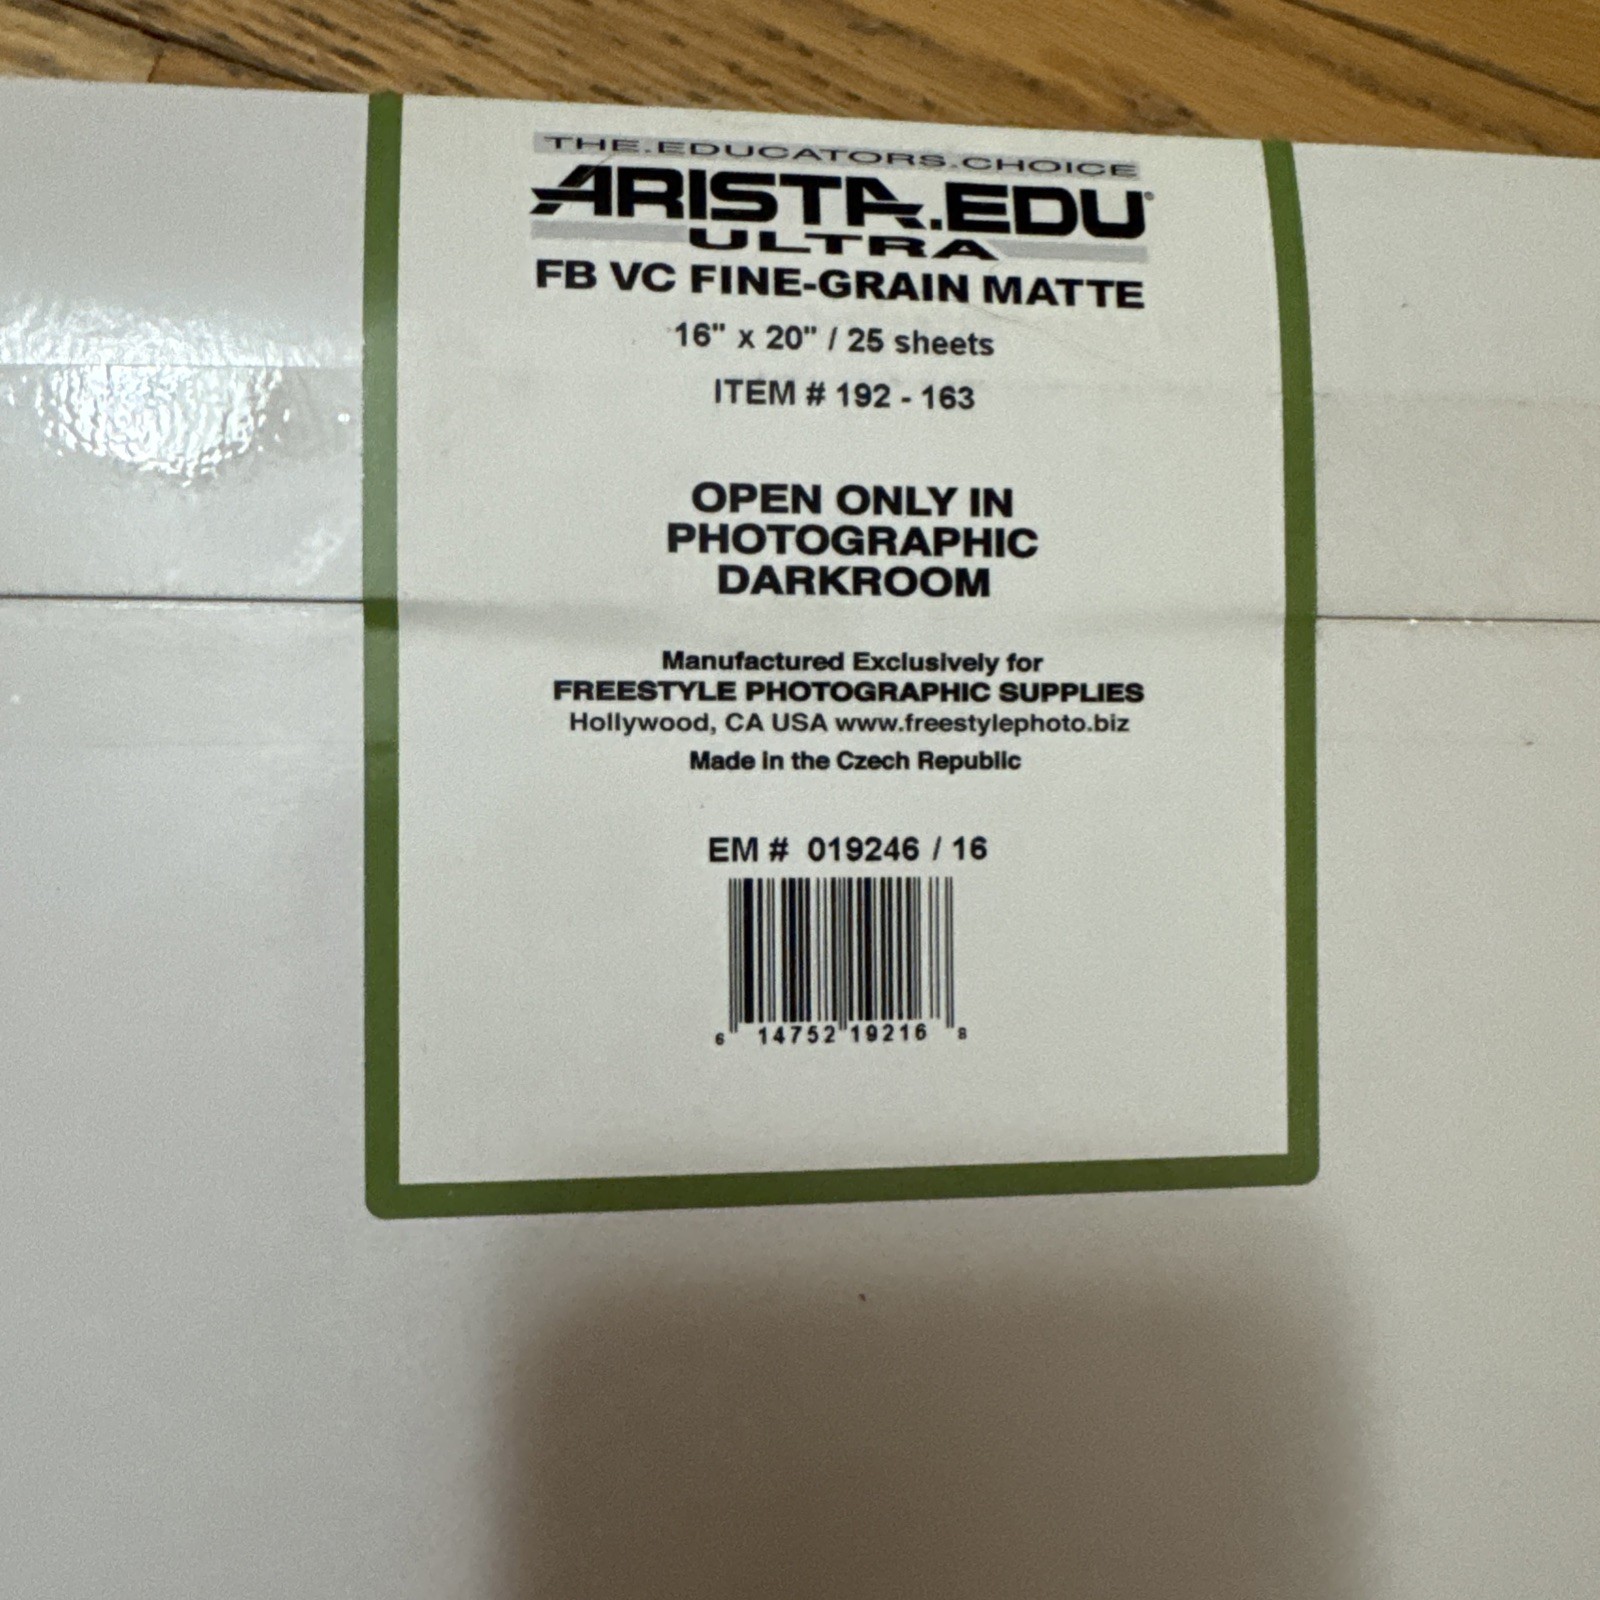 THE.EDUCATORS.CHOICE
ARISTA.EDU®
ULTRA
FB VC FINE-GRAIN MATTE
16" x 20" / 25 sheets
ITEM # 192 - 163
OPEN ONLY IN
PHOTOGRAPHIC
DARKROOM
Manufactured Exclusively for
FREESTYLE PHOTOGRAPHIC SUPPLIES
Hollywood, CA USA www.freestylephoto.biz
Made in the Czech Republic
EM # 019246 / 16
6 14752 19216 8